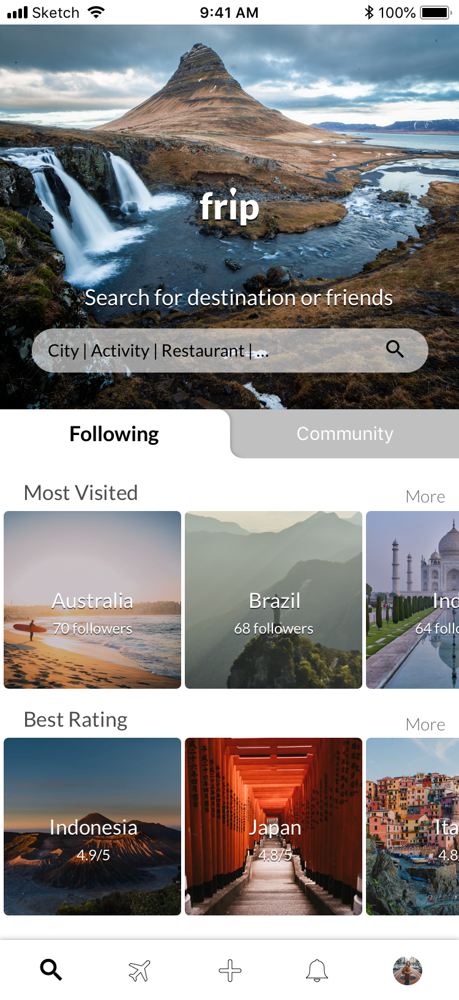 Sketch 9:41 AM 100%
frip
Search for destination or friends
City | Activity | Restaurant | ...
Following Community
Most Visited More
Australia Brazil Ind
70 followers 68 followers 64 follo
Best Rating More
Indonesia Japan Ita
4.9/5 4.8/5 4.8